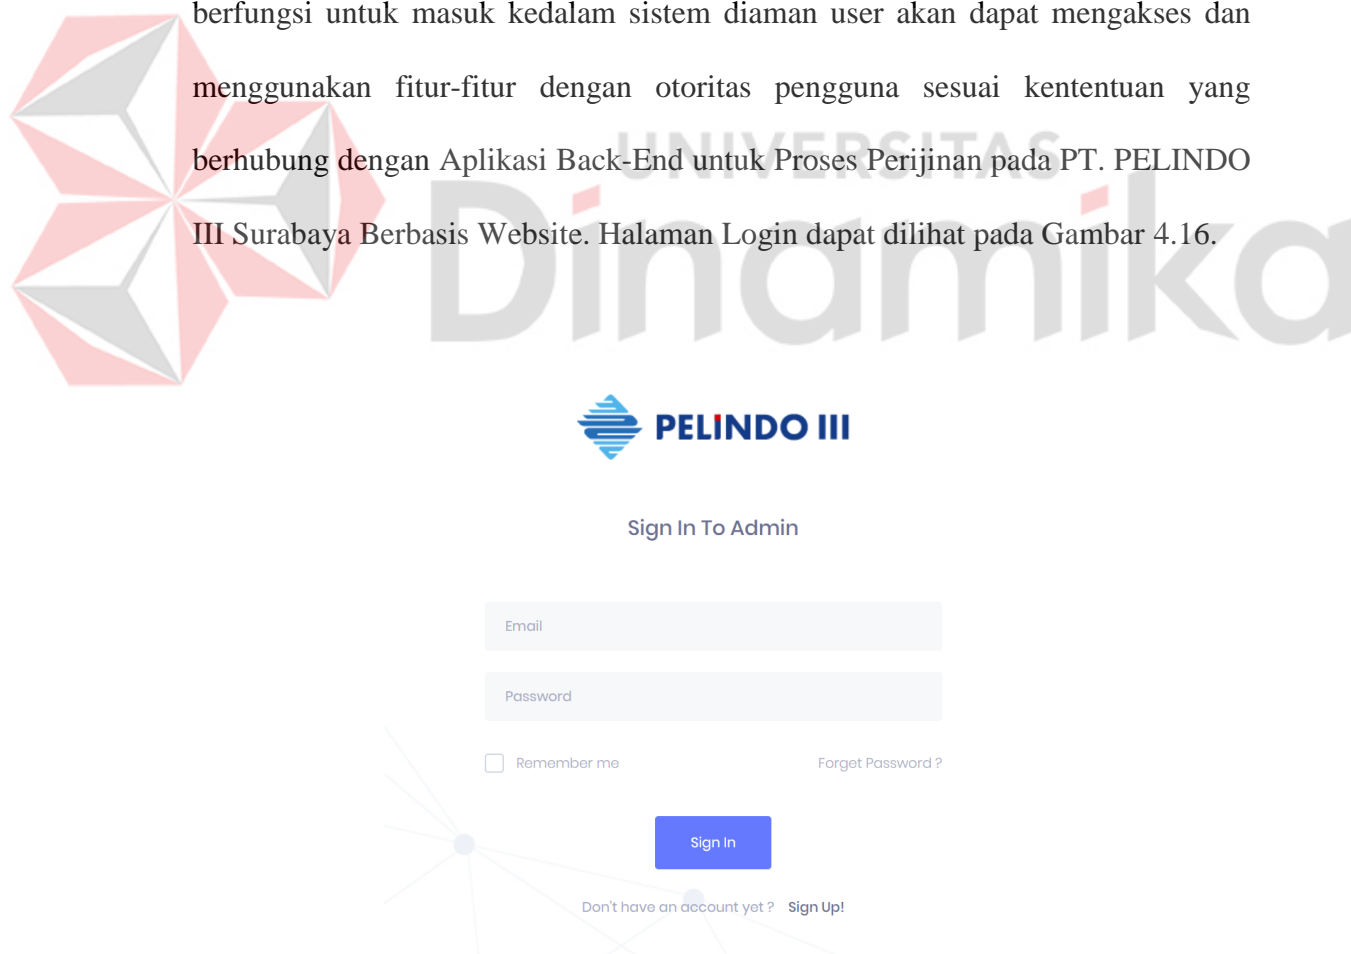 berfungsi untuk masuk kedalam sistem diaman user akan dapat mengakses dan
menggunakan fitur-fitur dengan otoritas pengguna sesuai kententuan yang
berhubung dengan Aplikasi Back-End untuk Proses Perijinan pada PT. PELINDO
III Surabaya Berbasis Website. Halaman Login dapat dilihat pada Gambar 4.16.
UNIVERSITAS
Dinamika
PELINDO III
Sign In To Admin
Email
Password
Remember me Forget Password ?
Sign In
Don't have an account yet ? Sign Up!